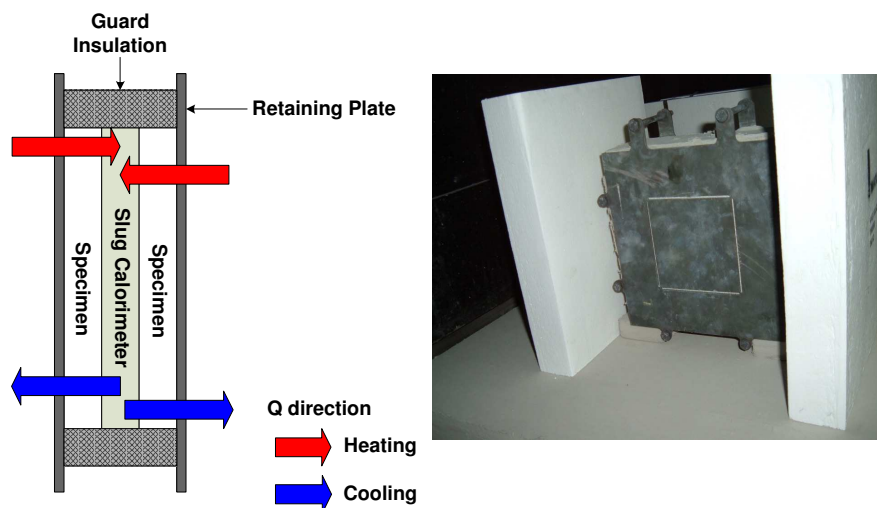 Guard
Insulation
Retaining Plate
Specimen
Slug Calorimeter
Specimen
Q direction
Heating
Cooling